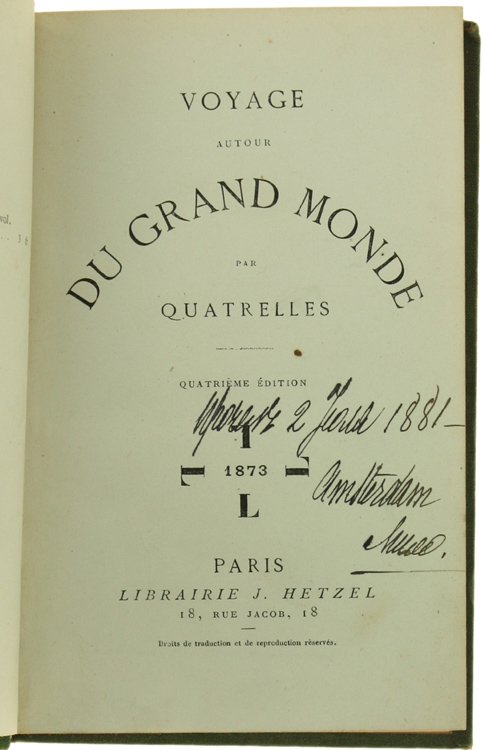 vol.
VOYAGE
AUTOUR
DU GRAND MONDE
PAR
QUATRELLES
QUATRIÈME ÉDITION
2 1881
1873
L
Amsterdam
PARIS
LIBRAIRIE J. HETZEL
18, RUE JACOB, 18
Droits de traduction et de reproduction réservés.